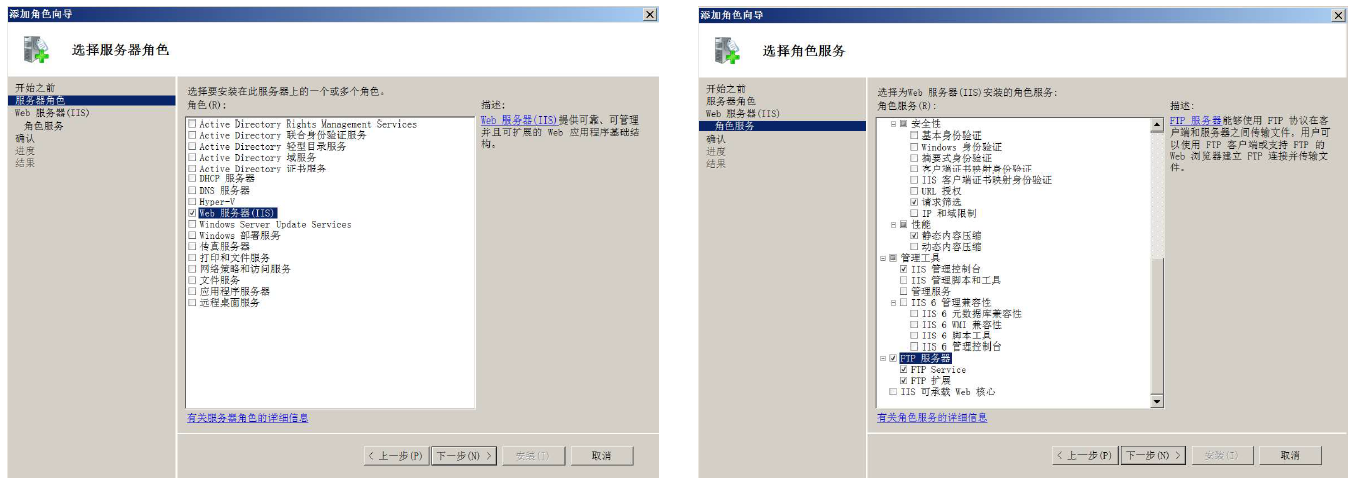 添加角色向导
选择服务器角色
开始之前
服务器角色
Web 服务器(IIS)
角色服务
确认
进度
结果
选择要安装在此服务器上的一个或多个角色。
角色(R):
Active Directory Rights Management Services
Active Directory 联合身份验证服务
Active Directory 轻型目录服务
Active Directory 域服务
Active Directory 证书服务
DHCP 服务器
DNS 服务器
Hyper-V
Web 服务器(IIS)
Windows Server Update Services
Windows 部署服务
传真服务器
打印和文件服务
网络策略和访问服务
文件服务
应用程序服务器
远程桌面服务
有关服务器角色的详细信息
描述:
Web 服务器(IIS)提供可靠、可管理
并且可扩展的 Web 应用程序基础结
构。
< 上一步(P)
下一步(N) >
安装(I)
取消
添加角色向导
选择角色服务
开始之前
服务器角色
Web 服务器(IIS)
角色服务
确认
进度
结果
选择为Web 服务器(IIS)安装的角色服务:
角色服务(R):
安全性
基本身份验证
Windows 身份验证
摘要式身份验证
客户端证书映射身份验证
IIS 客户端证书映射身份验证
URL 授权
请求筛选
IP 和域限制
性能
静态内容压缩
动态内容压缩
管理工具
IIS 管理控制台
IIS 管理脚本和工具
管理服务
IIS 6 管理兼容性
IIS 6 元数据库兼容性
IIS 6 WMI 兼容性
IIS 6 脚本工具
IIS 6 管理控制台
FTP 服务器
FTP Service
FTP 扩展
IIS 可承载 Web 核心
有关角色服务的详细信息
描述:
FTP 服务器能够使用 FTP 协议在客
户端和服务器之间传输文件。用户可
以使用 FTP 客户端或支持 FTP 的
Web 浏览器建立 FTP 连接并传输文
件。
< 上一步(P)
下一步(N) >
安装(I)
取消